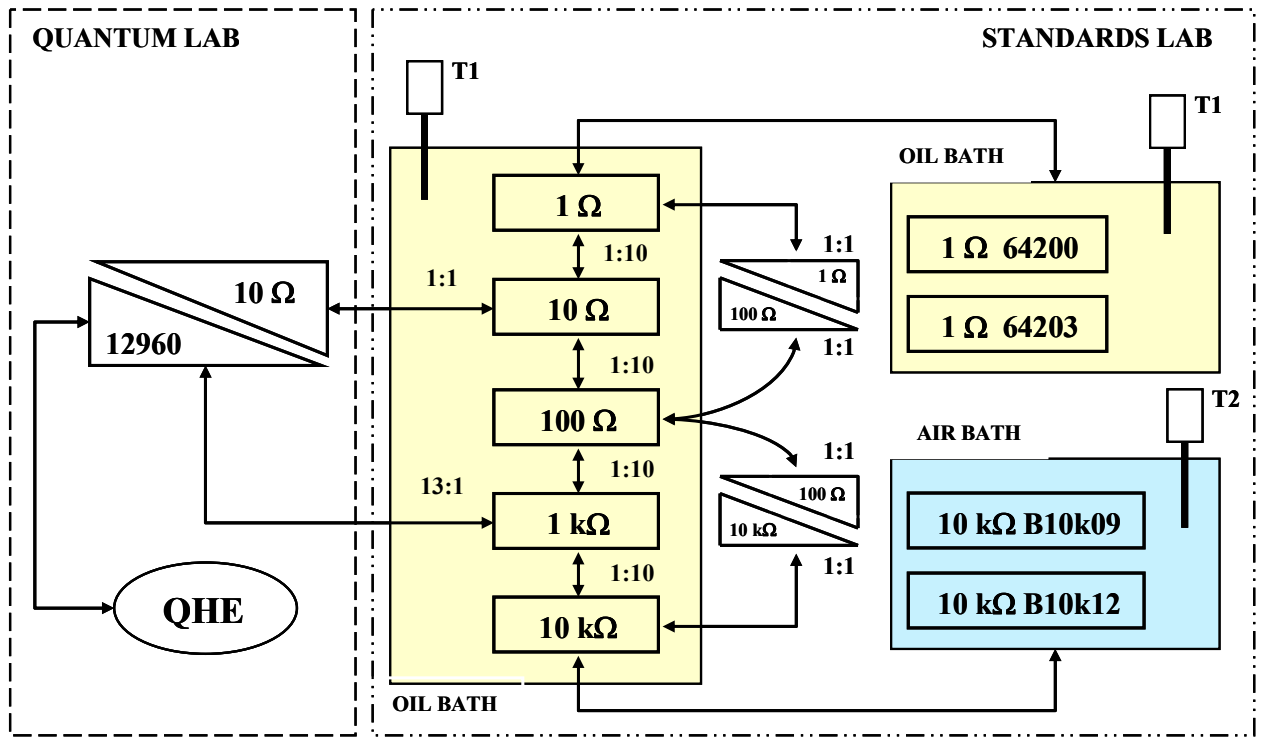 QUANTUM LAB
10 Ω
12960
QHE
STANDARDS LAB
T1
1 Ω
1:10
1:1
10 Ω
1:10
100 Ω
1:10
13:1
1 kΩ
1:10
10 kΩ
OIL BATH
1:1
1 Ω
100 Ω
1:1
1:1
100 Ω
10 kΩ
1:1
T1
OIL BATH
1 Ω 64200
1 Ω 64203
T2
AIR BATH
10 kΩ B10k09
10 kΩ B10k12